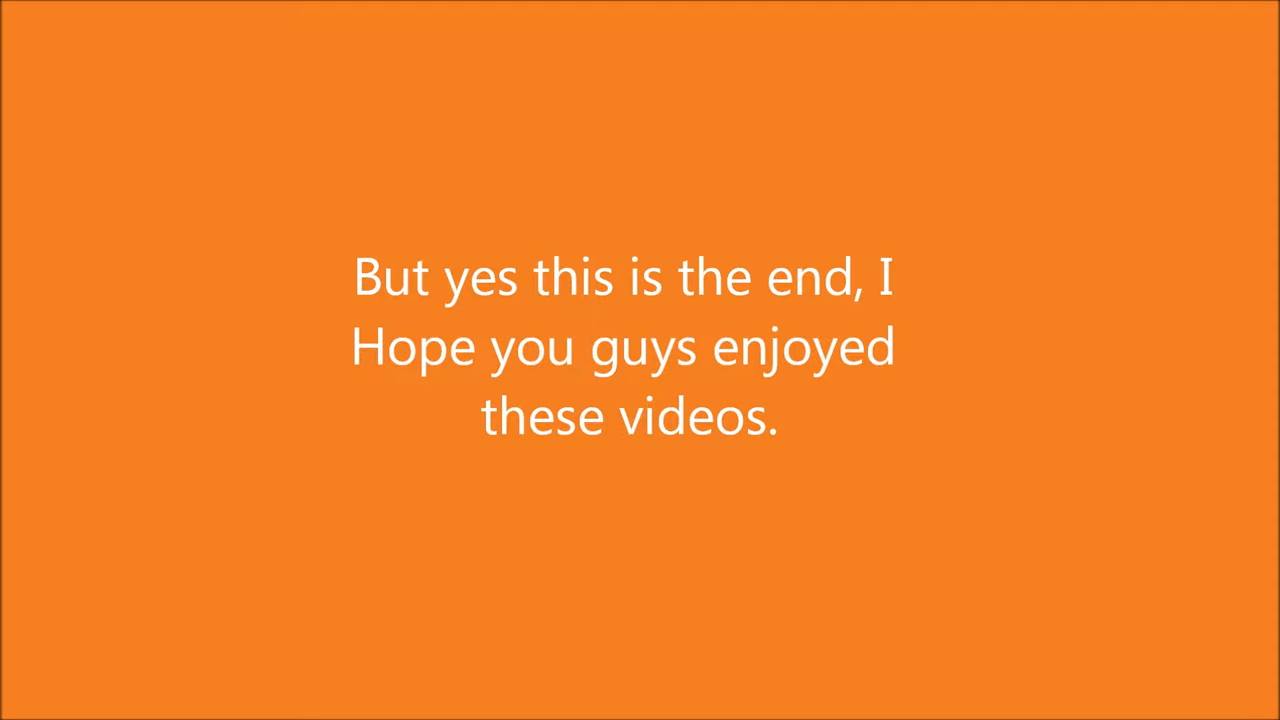 But yes this is the end, I
Hope you guys enjoyed
these videos.